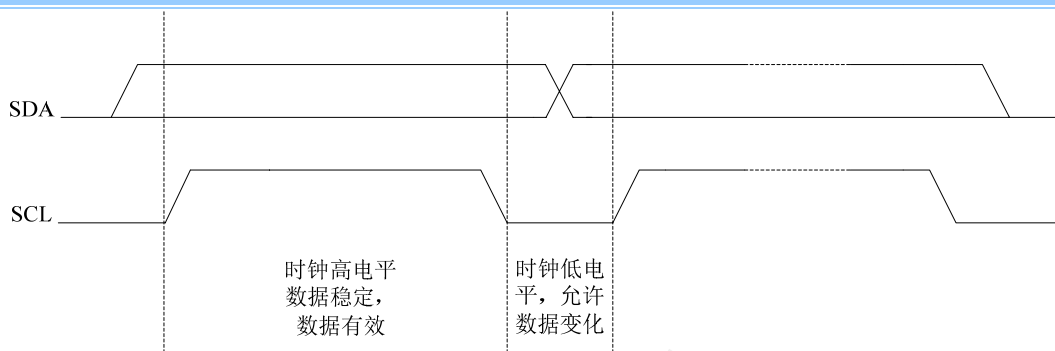 SDA
SCL
时钟高电平
数据稳定，
数据有效
时钟低电
平，允许
数据变化